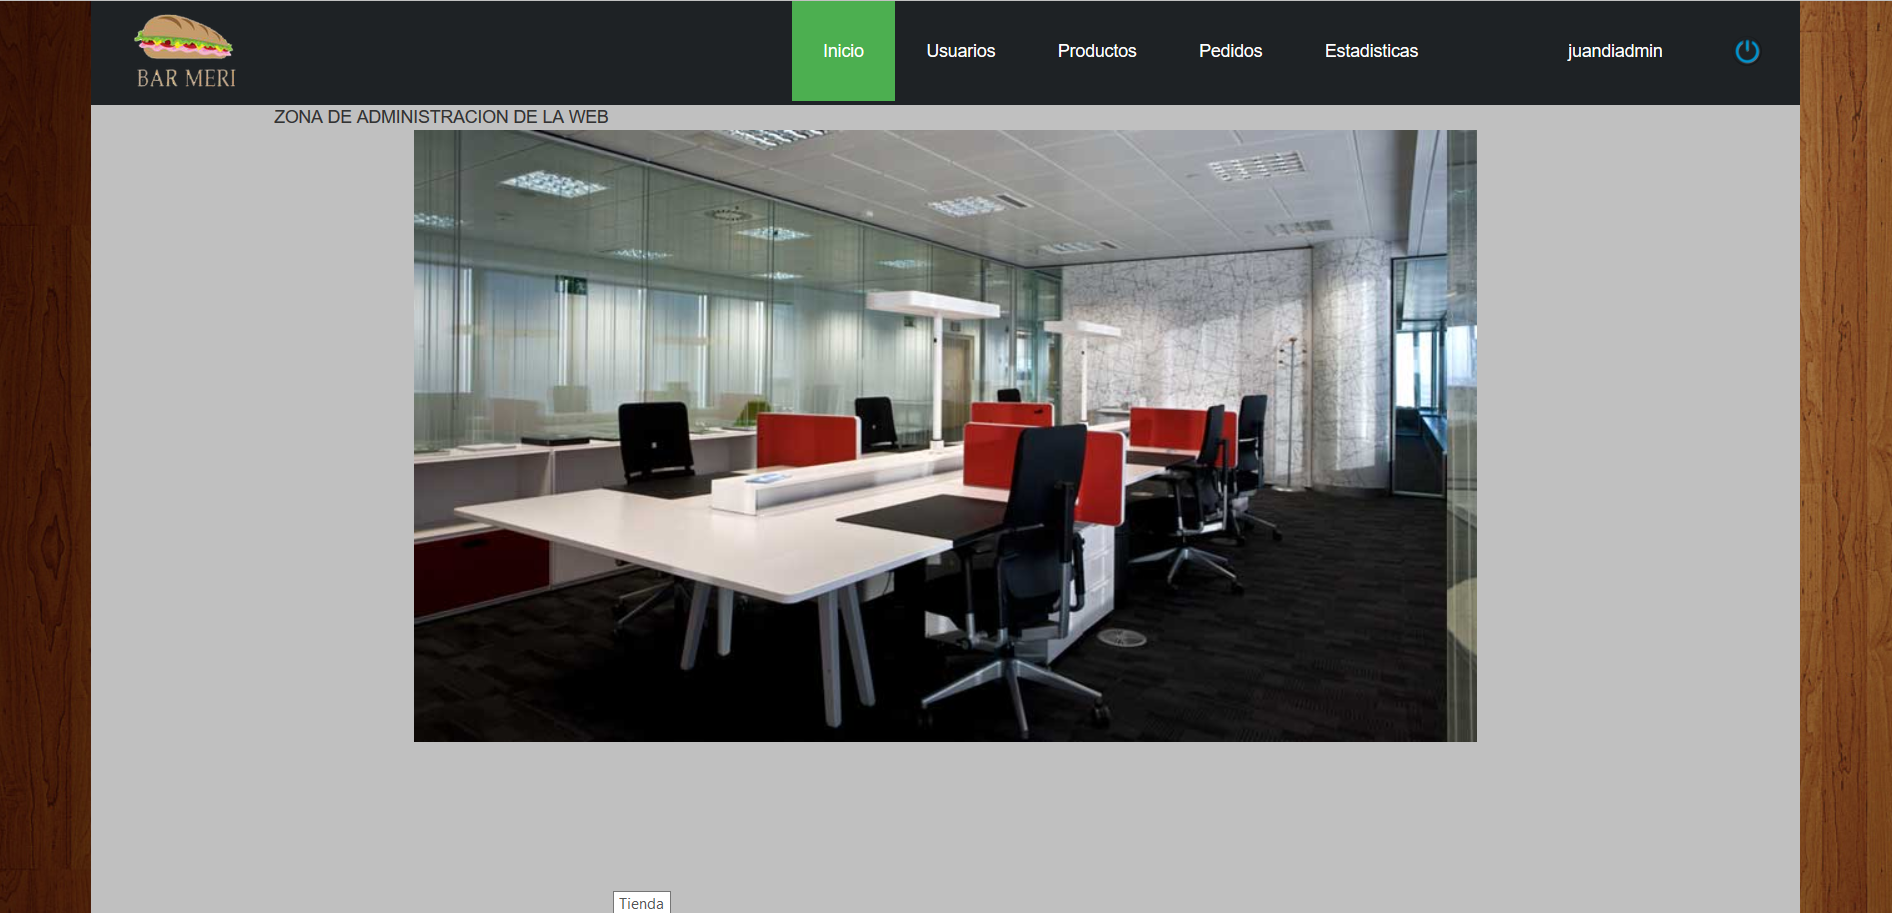 BAR MERI
Inicio Usuarios Productos Pedidos Estadisticas juandiadmin
ZONA DE ADMINISTRACION DE LA WEB
Tienda